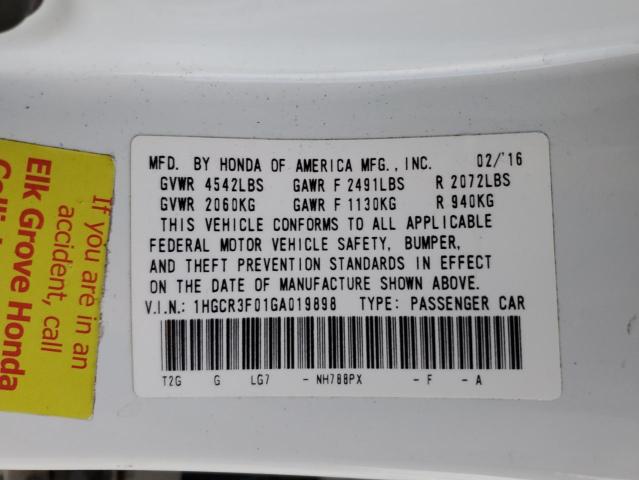 MFD. BY HONDA OF AMERICA MFG., INC. 02/'16
GVWR 4542LBS GAWR F 2491LBS R 2072LBS
GVWR 2060KG GAWR F 1130KG R 940KG
THIS VEHICLE CONFORMS TO ALL APPLICABLE
FEDERAL MOTOR VEHICLE SAFETY, BUMPER,
AND THEFT PREVENTION STANDARDS IN EFFECT
ON THE DATE OF MANUFACTURE SHOWN ABOVE.
V.I.N.: 1HGCR3F01GA019898 TYPE: PASSENGER CAR
T2G G LG7 - NH788PX - F - A
If you are in an
accident, call
Elk Grove Honda